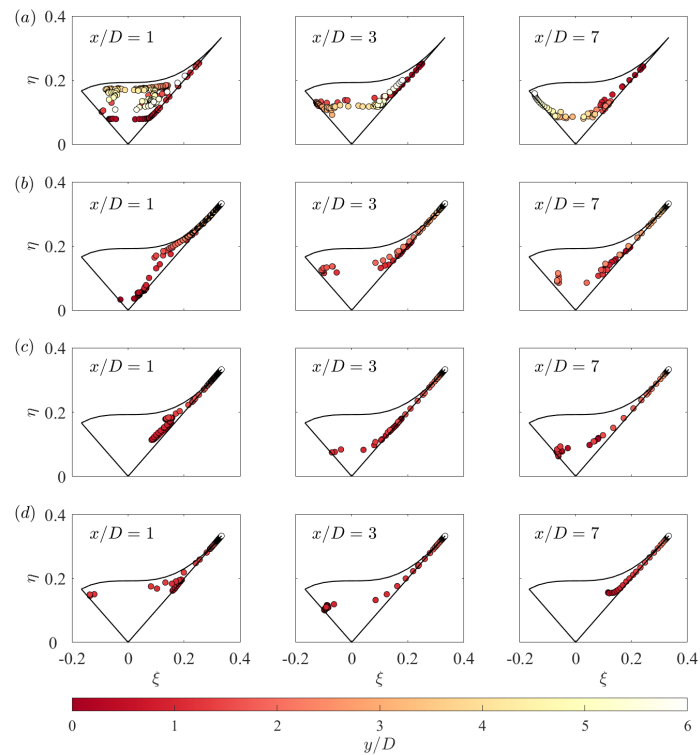 (a)
0.4
0.2
0
η
x/D = 1
x/D = 3
x/D = 7
(b)
0.4
0.2
0
η
x/D = 1
x/D = 3
x/D = 7
(c)
0.4
0.2
0
η
x/D = 1
x/D = 3
x/D = 7
(d)
0.4
0.2
0
η
x/D = 1
x/D = 3
x/D = 7
-0.2 0 0.2 0.4
-0.2 0 0.2 0.4
-0.2 0 0.2 0.4
ξ ξ ξ
0 1 2 3 4 5 6
y/D